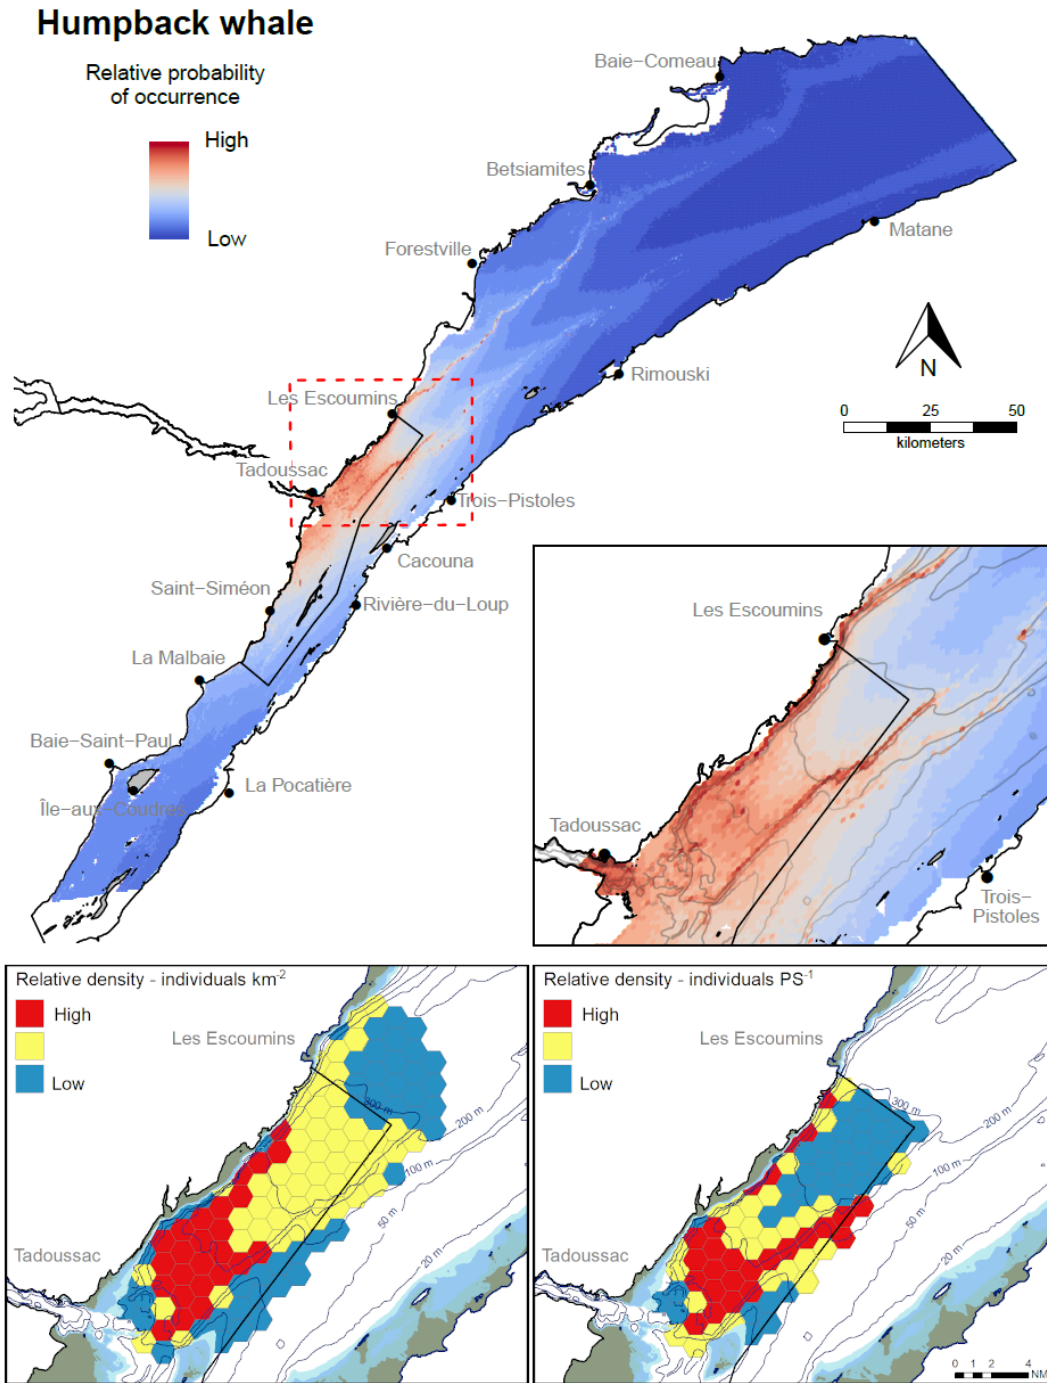 Humpback whale
Relative probability
of occurrence
High
Low
Baie-Comeau
Betsiamites
Forestville
Matane
N
Rimouski
0 25 50
kilometers
Les Escoumins
Tadoussac
Trois-Pistoles
Cacouna
Saint-Siméon
Rivière-du-Loup
La Malbaie
Baie-Saint-Paul
La Pocatière
Île-aux-Coudres
Les Escoumins
Tadoussac
Trois-
Pistoles
Relative density - individuals km-2
High
Low
Les Escoumins
300 m
200 m
100 m
50 m
20 m
Tadoussac
Relative density - individuals PS-1
High
Low
Les Escoumins
300 m
200 m
100 m
50 m
20 m
Tadoussac
0 1 2 4
NM